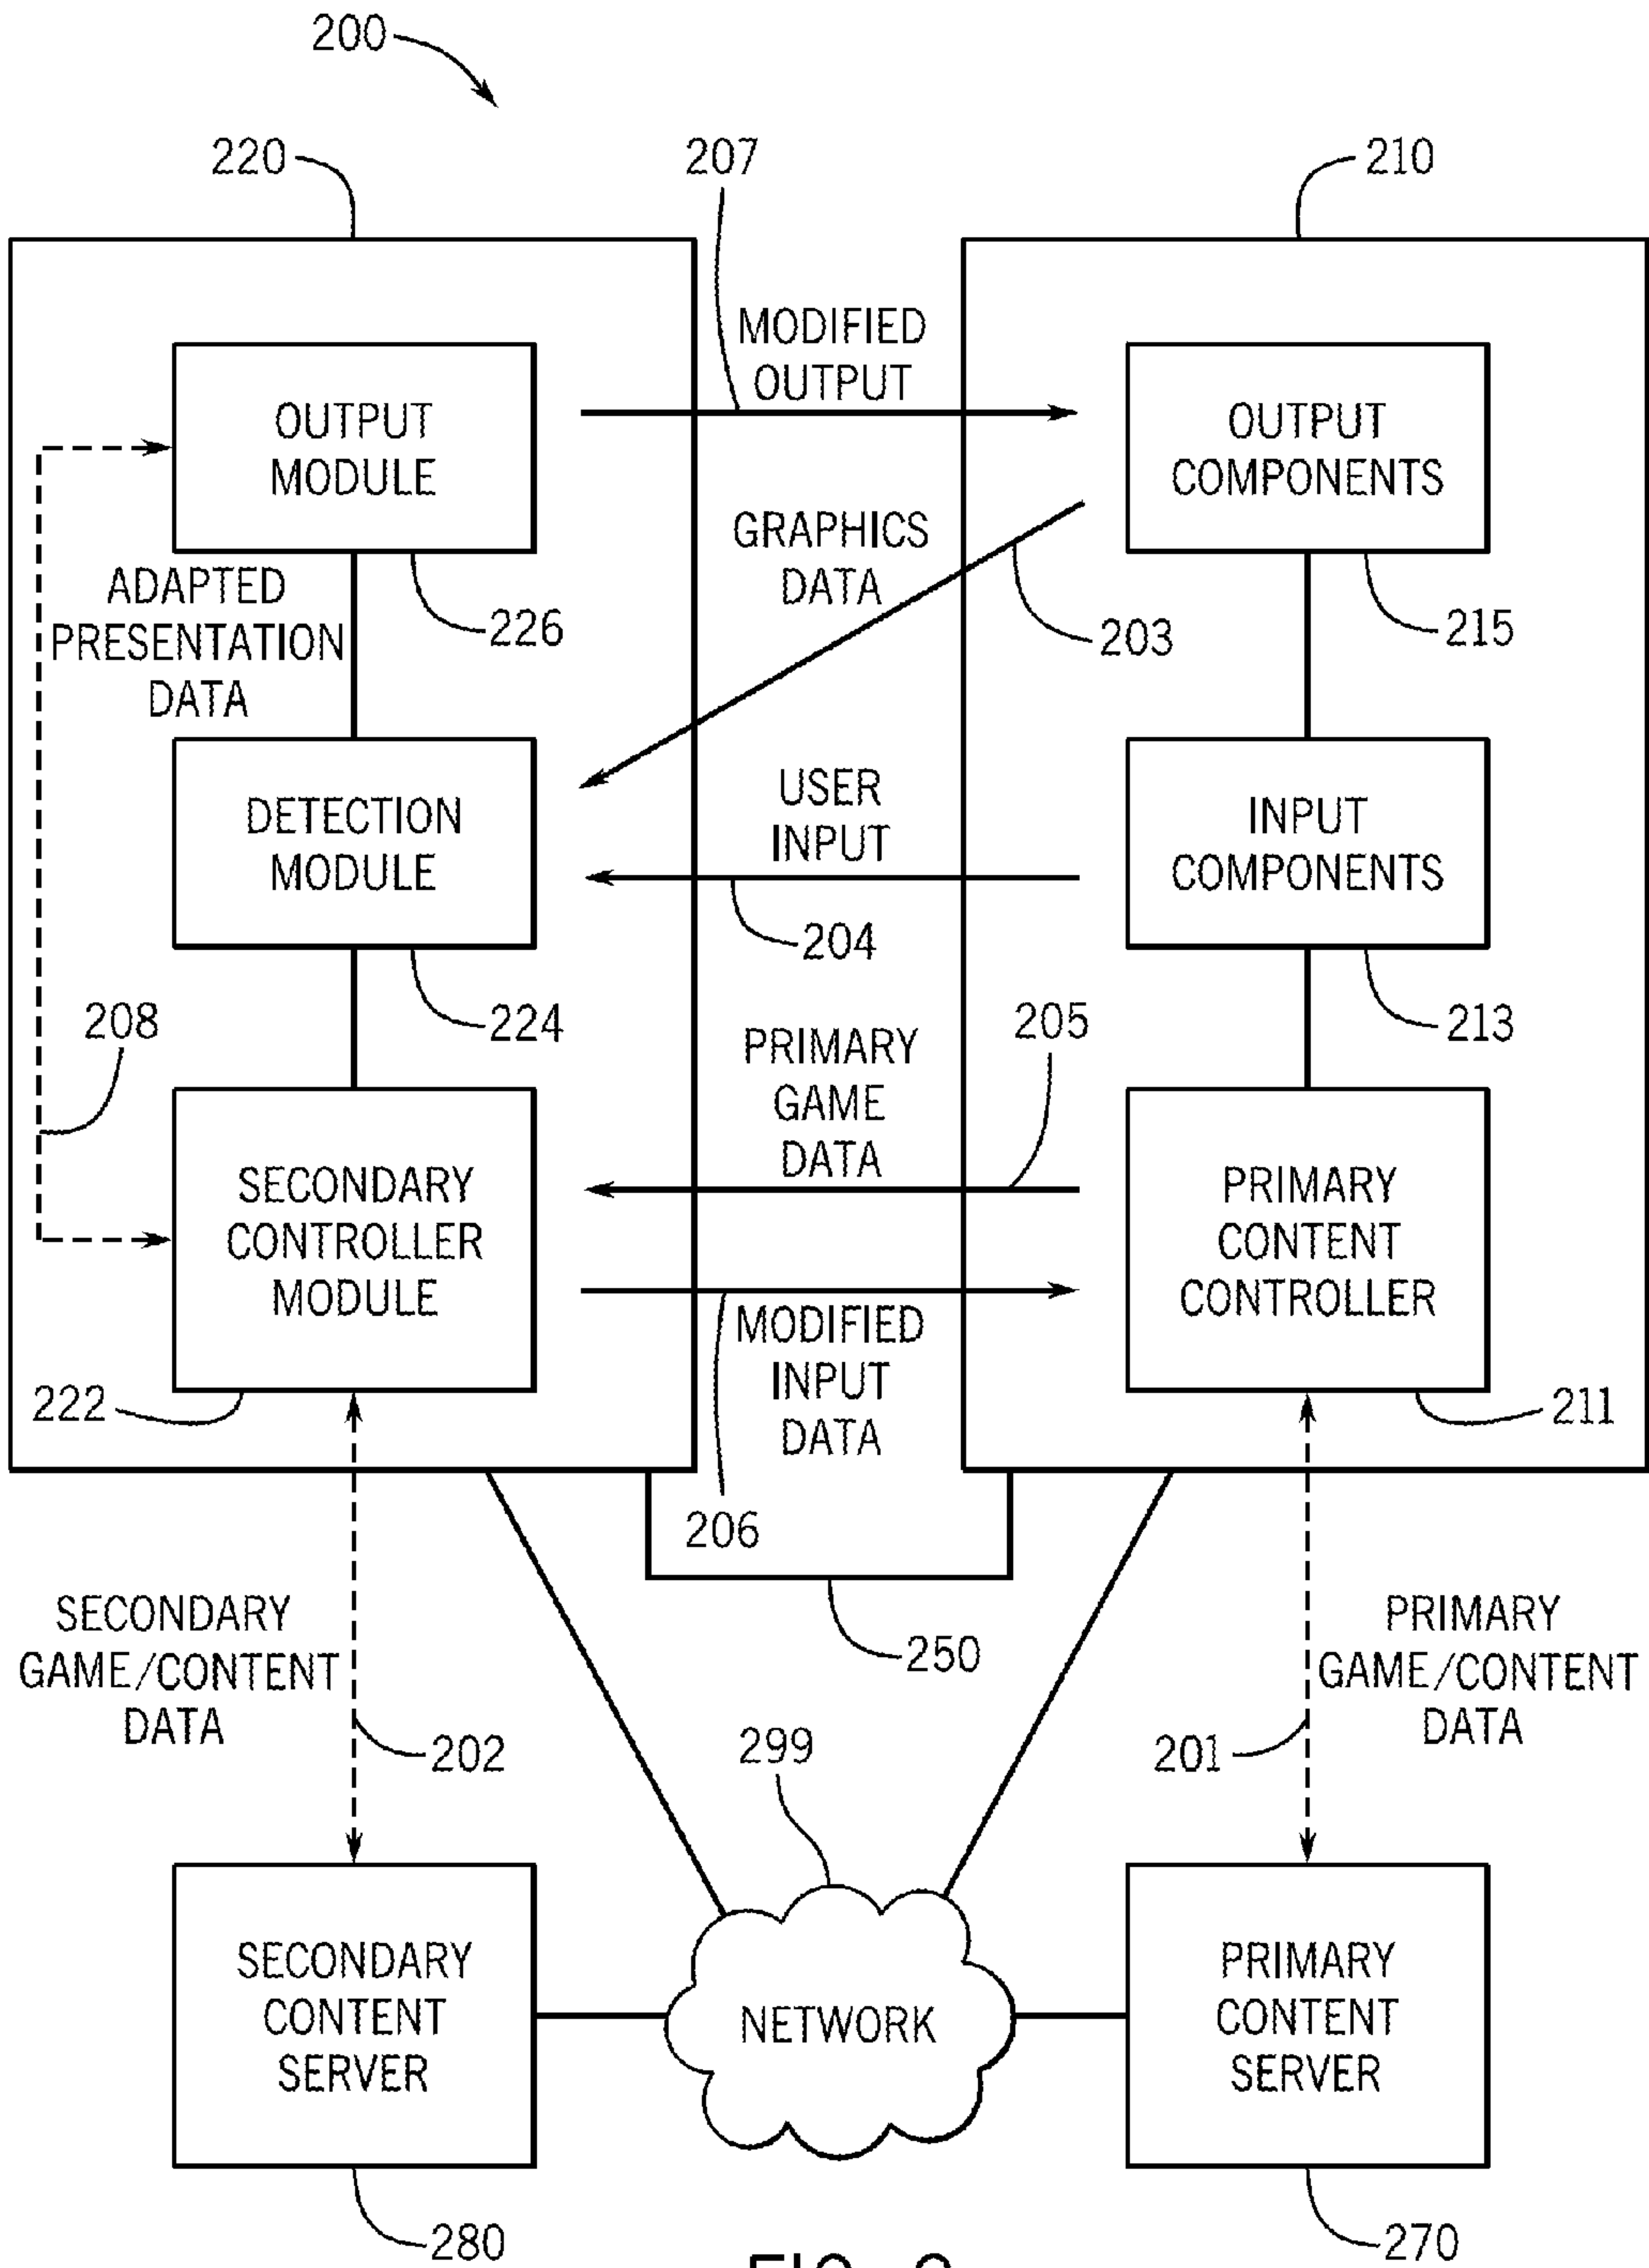 200
220
207
210
MODIFIED
OUTPUT
OUTPUT
MODULE
OUTPUT
COMPONENTS
GRAPHICS
DATA
ADAPTED
PRESENTATION
DATA
226
203
215
DETECTION
MODULE
USER
INPUT
INPUT
COMPONENTS
204
208
224
205
213
PRIMARY
GAME
DATA
SECONDARY
CONTROLLER
MODULE
PRIMARY
CONTENT
CONTROLLER
MODIFIED
INPUT
DATA
222
211
206
SECONDARY
GAME/CONTENT
DATA
250
PRIMARY
GAME/CONTENT
DATA
202
299
201
SECONDARY
CONTENT
SERVER
NETWORK
PRIMARY
CONTENT
SERVER
280
270